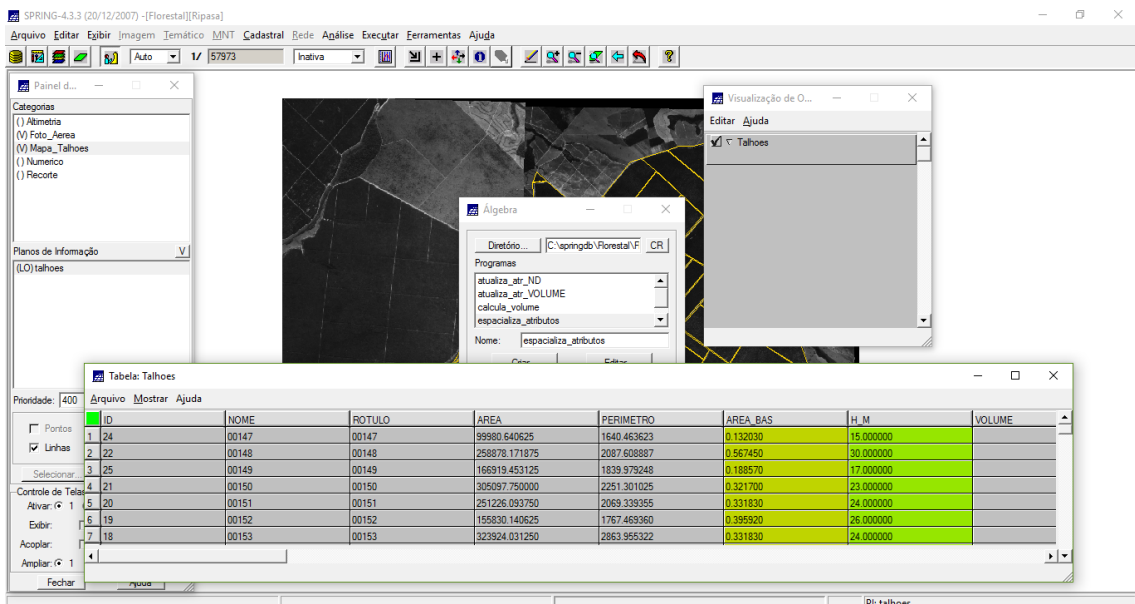 SPRING-4.3.3 (20/12/2007) -[Florestal][Ripasa]
Arquivo Editar Exibir Imagem Temático MNT Cadastral Rede Análise Executar Ferramentas Ajuda
Auto 1/ 57973 Inativa
Painel d...
Categorias
( ) Altimetria
(V) Foto_Aerea
(V) Mapa_Talhoes
( ) Numerico
( ) Recorte
Planos de Informação V
(LO) talhoes
Prioridade: 400
Pontos
Linhas
Selecionar...
Controle de Telas
Ativar: 1
Exibir:
Acoplar:
Ampliar: 1
Fechar Ajuda
Visualização de O...
Editar Ajuda
Talhoes
Álgebra
Diretório... C:\springdb\Florestal\F CR
Programas
atualiza_atr_ND
atualiza_atr_VOLUME
calcula_volume
espacializa_atributos
Nome: espacializa_atributos
Criar Editar
Tabela: Talhoes
Arquivo Mostrar Ajuda
ID NOME ROTULO AREA PERIMETRO AREA_BAS H_M VOLUME
1 24 00147 00147 99980.640625 1640.463623 0.132030 15.000000
2 22 00148 00148 258878.171875 2087.608887 0.567450 30.000000
3 25 00149 00149 166919.453125 1839.979248 0.188570 17.000000
4 21 00150 00150 305097.750000 2251.301025 0.321700 23.000000
5 20 00151 00151 251226.093750 2069.339355 0.331830 24.000000
6 19 00152 00152 155830.140625 1767.469360 0.395920 26.000000
7 18 00153 00153 323924.031250 2863.955322 0.331830 24.000000
PI: talhoes